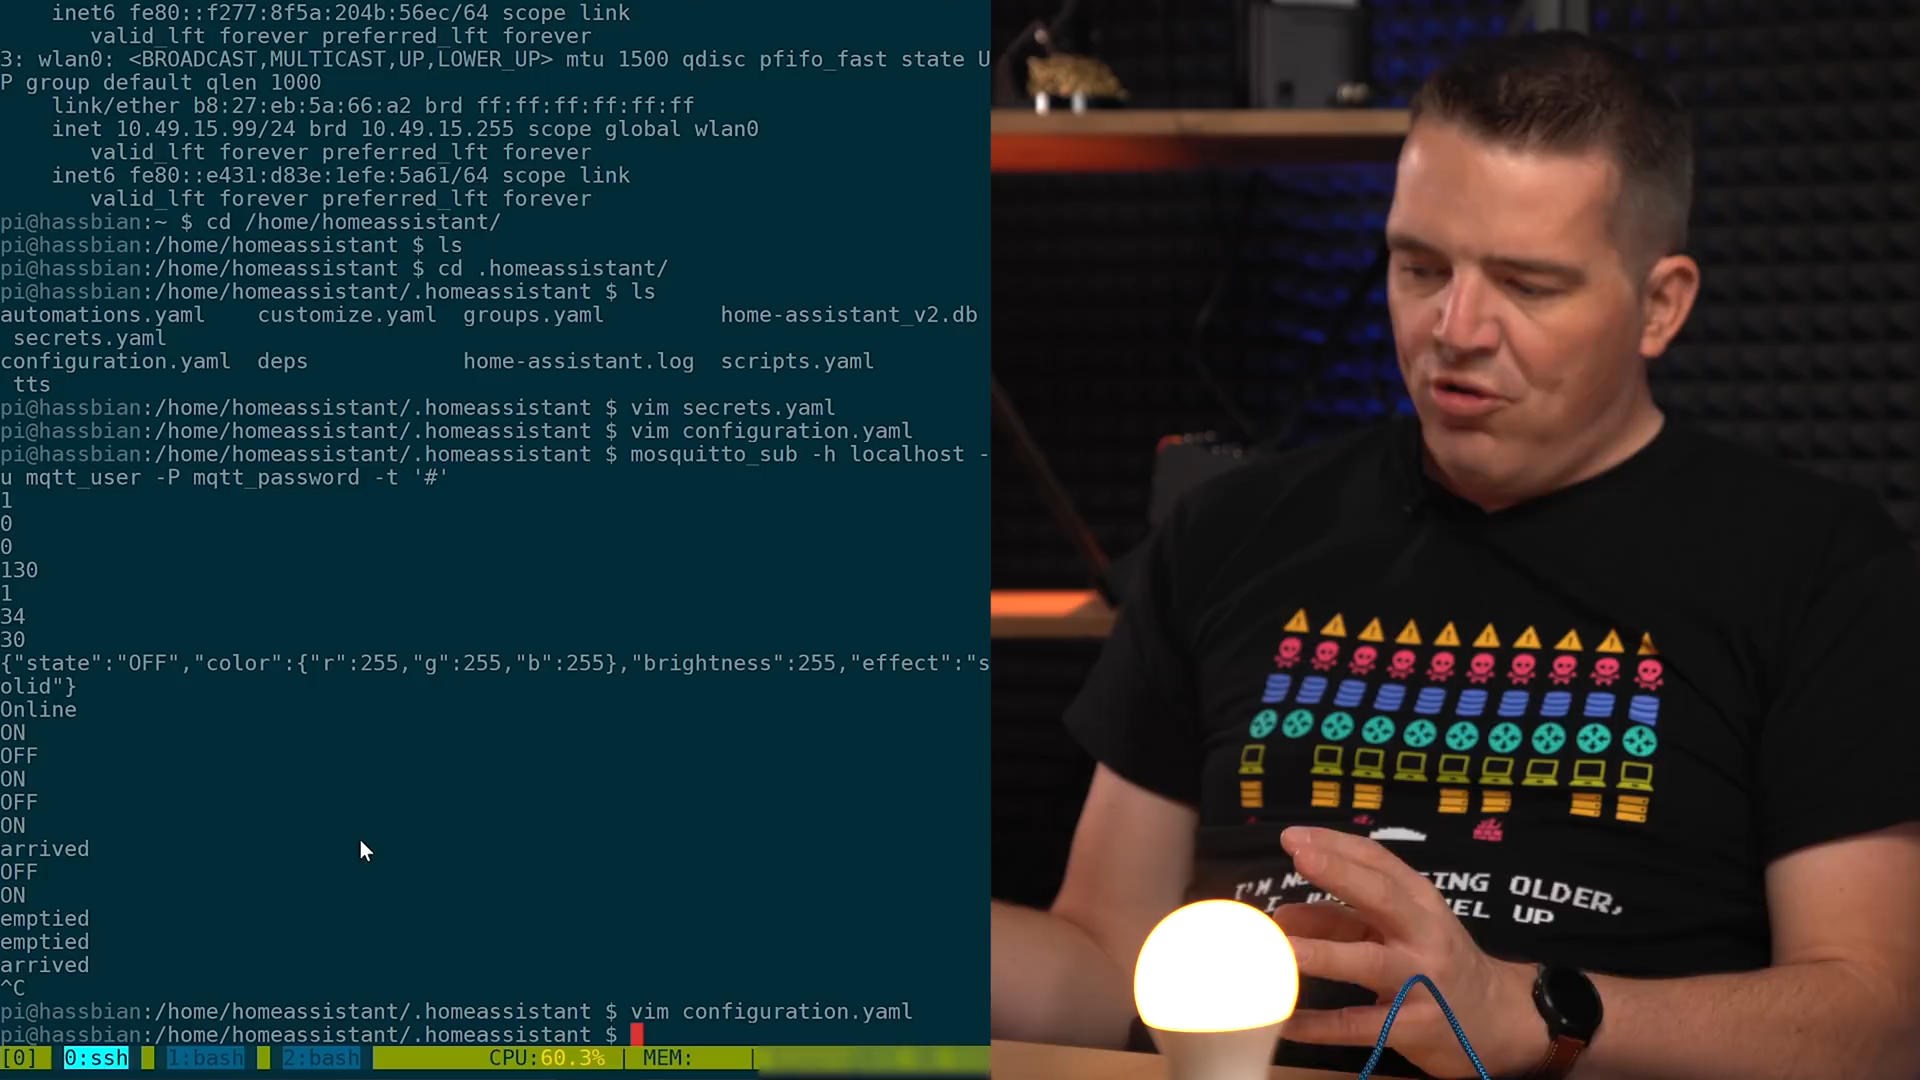 inet6 fe80::f277:8f5a:204b:56ec/64 scope link
valid_lft forever preferred_lft forever
3: wlan0: <BROADCAST,MULTICAST,UP,LOWER_UP> mtu 1500 qdisc pfifo_fast state U
P group default qlen 1000
link/ether b8:27:eb:5a:66:a2 brd ff:ff:ff:ff:ff:ff
inet 10.49.15.99/24 brd 10.49.15.255 scope global wlan0
valid_lft forever preferred_lft forever
inet6 fe80::e431:d83e:1efe:5a61/64 scope link
valid_lft forever preferred_lft forever
pi@hassbian:~ $ cd /home/homeassistant/
pi@hassbian:/home/homeassistant $ ls
pi@hassbian:/home/homeassistant $ cd .homeassistant/
pi@hassbian:/home/homeassistant/.homeassistant $ ls
automations.yaml customize.yaml groups.yaml home-assistant_v2.db
secrets.yaml
configuration.yaml deps home-assistant.log scripts.yaml
tts
pi@hassbian:/home/homeassistant/.homeassistant $ vim secrets.yaml
pi@hassbian:/home/homeassistant/.homeassistant $ vim configuration.yaml
pi@hassbian:/home/homeassistant/.homeassistant $ mosquitto_sub -h localhost -
u mqtt_user -P mqtt_password -t '#'
1
0
0
130
1
34
30
{"state":"OFF","color":{"r":255,"g":255,"b":255},"brightness":255,"effect":"s
olid"}
Online
ON
OFF
ON
OFF
ON
arrived
OFF
ON
emptied
emptied
arrived
^C
pi@hassbian:/home/homeassistant/.homeassistant $ vim configuration.yaml
pi@hassbian:/home/homeassistant/.homeassistant $
[0] 0:ssh 1:bash 2:bash CPU:60.3% | MEM: |
I'M OLDER,
I UP